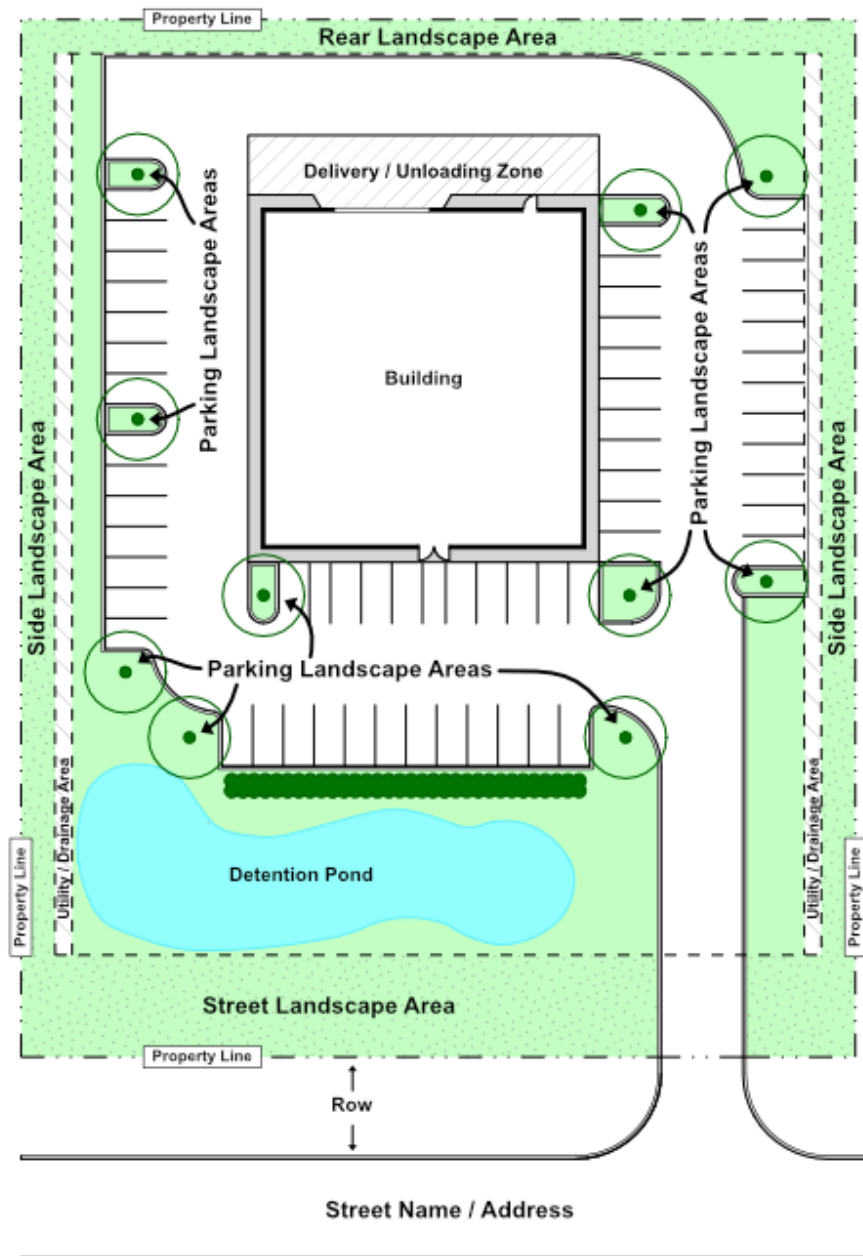 Property Line
Rear Landscape Area
Delivery / Unloading Zone
Parking Landscape Areas
Parking Landscape Areas
Building
Side Landscape Area
Side Landscape Area
Parking Landscape Areas
Utility / Drainage Area
Utility / Drainage Area
Property Line
Property Line
Detention Pond
Street Landscape Area
Property Line
Row
Street Name / Address